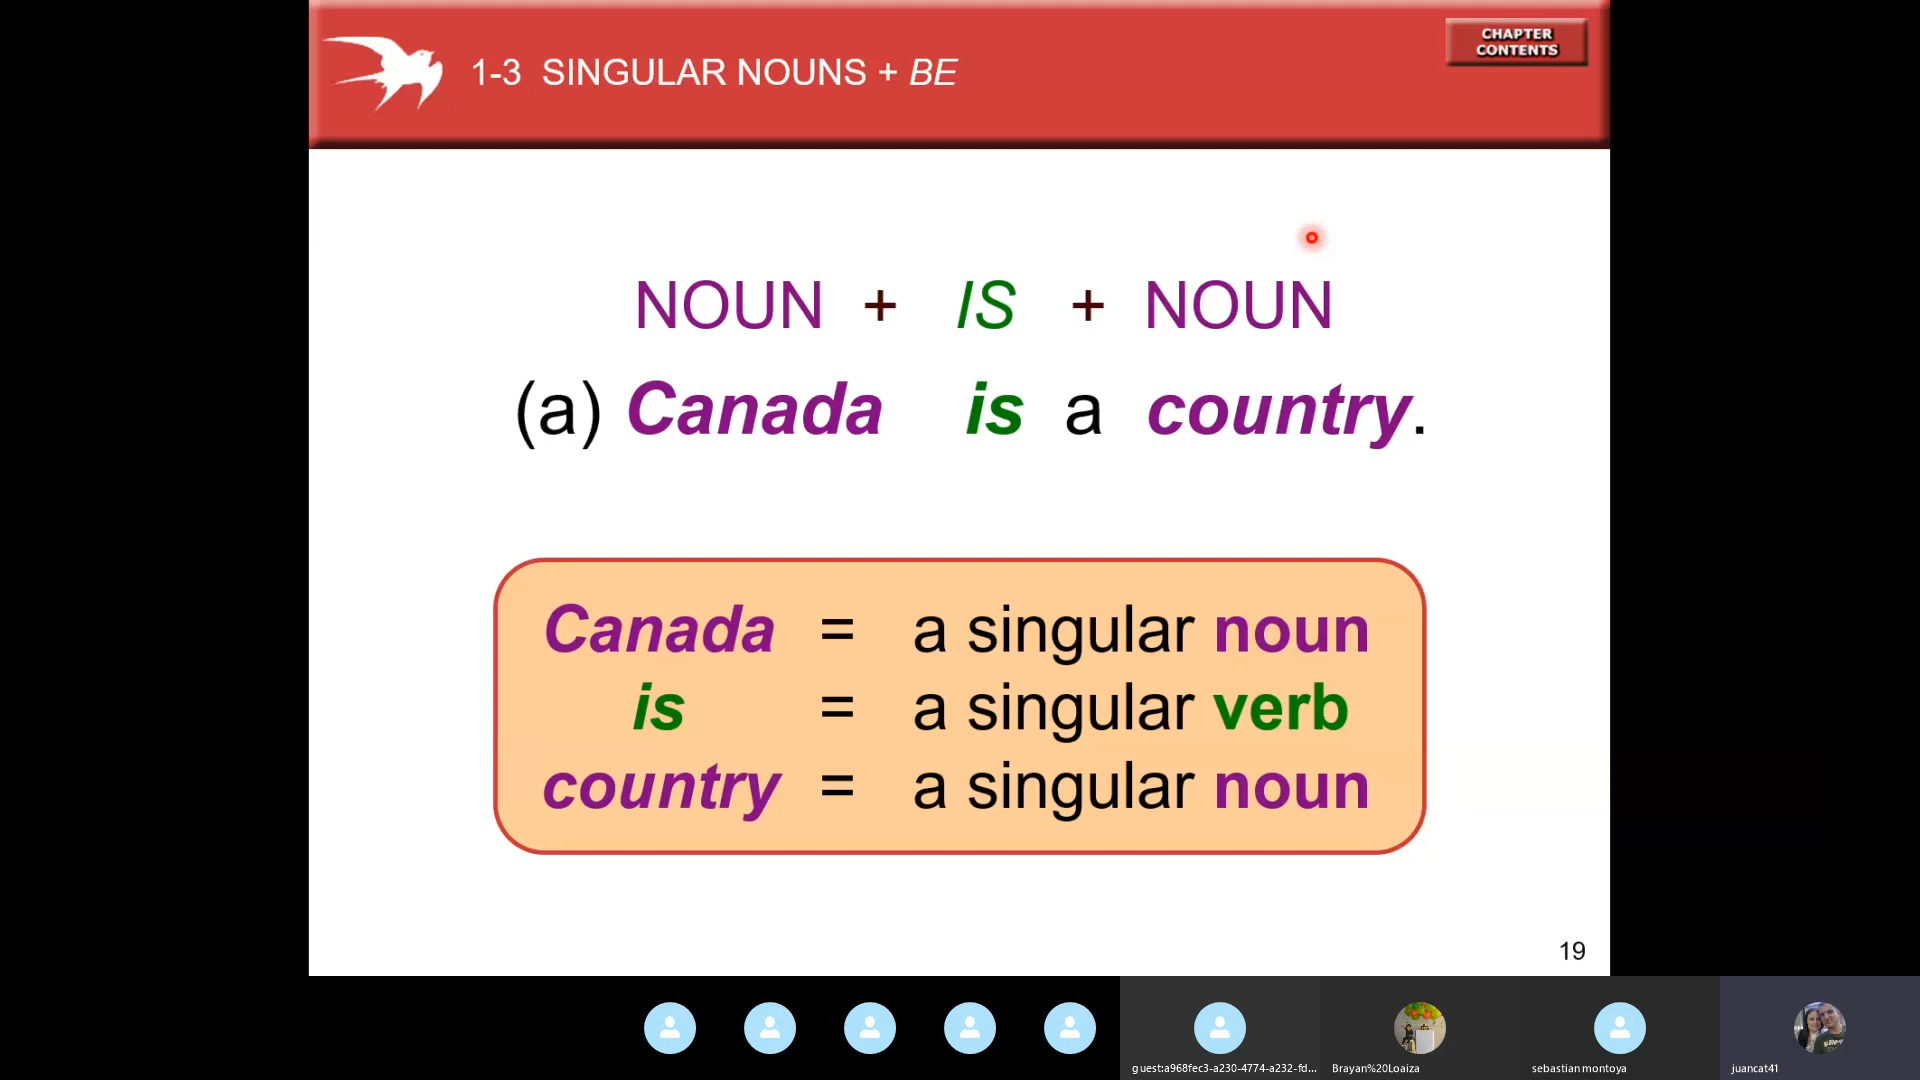 1-3 SINGULAR NOUNS + BE
CHAPTER
CONTENTS
NOUN + IS + NOUN
(a) Canada is a country.
Canada = a singular noun
is = a singular verb
country = a singular noun
19
guest:a968fec3-a230-4774-a232-fd...
Brayan%20Loaiza
sebastian montoya
juancat41